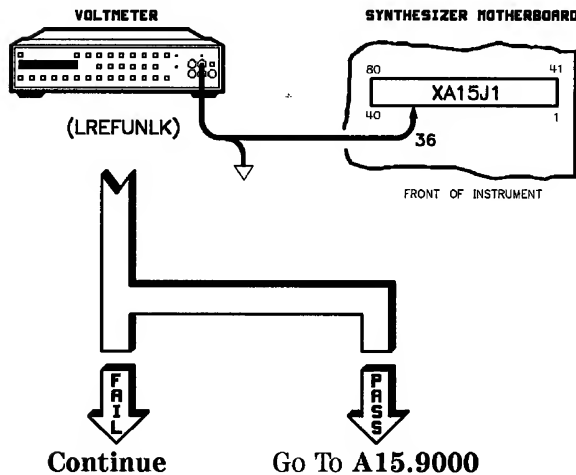 VOLTMETER
SYNTHESIZER MOTHERBOARD
80
41
XA15J1
40
1
(LREFUNLK)
36
FRONT OF INSTRUMENT
FAIL
PASS
Continue
Go To A15.9000